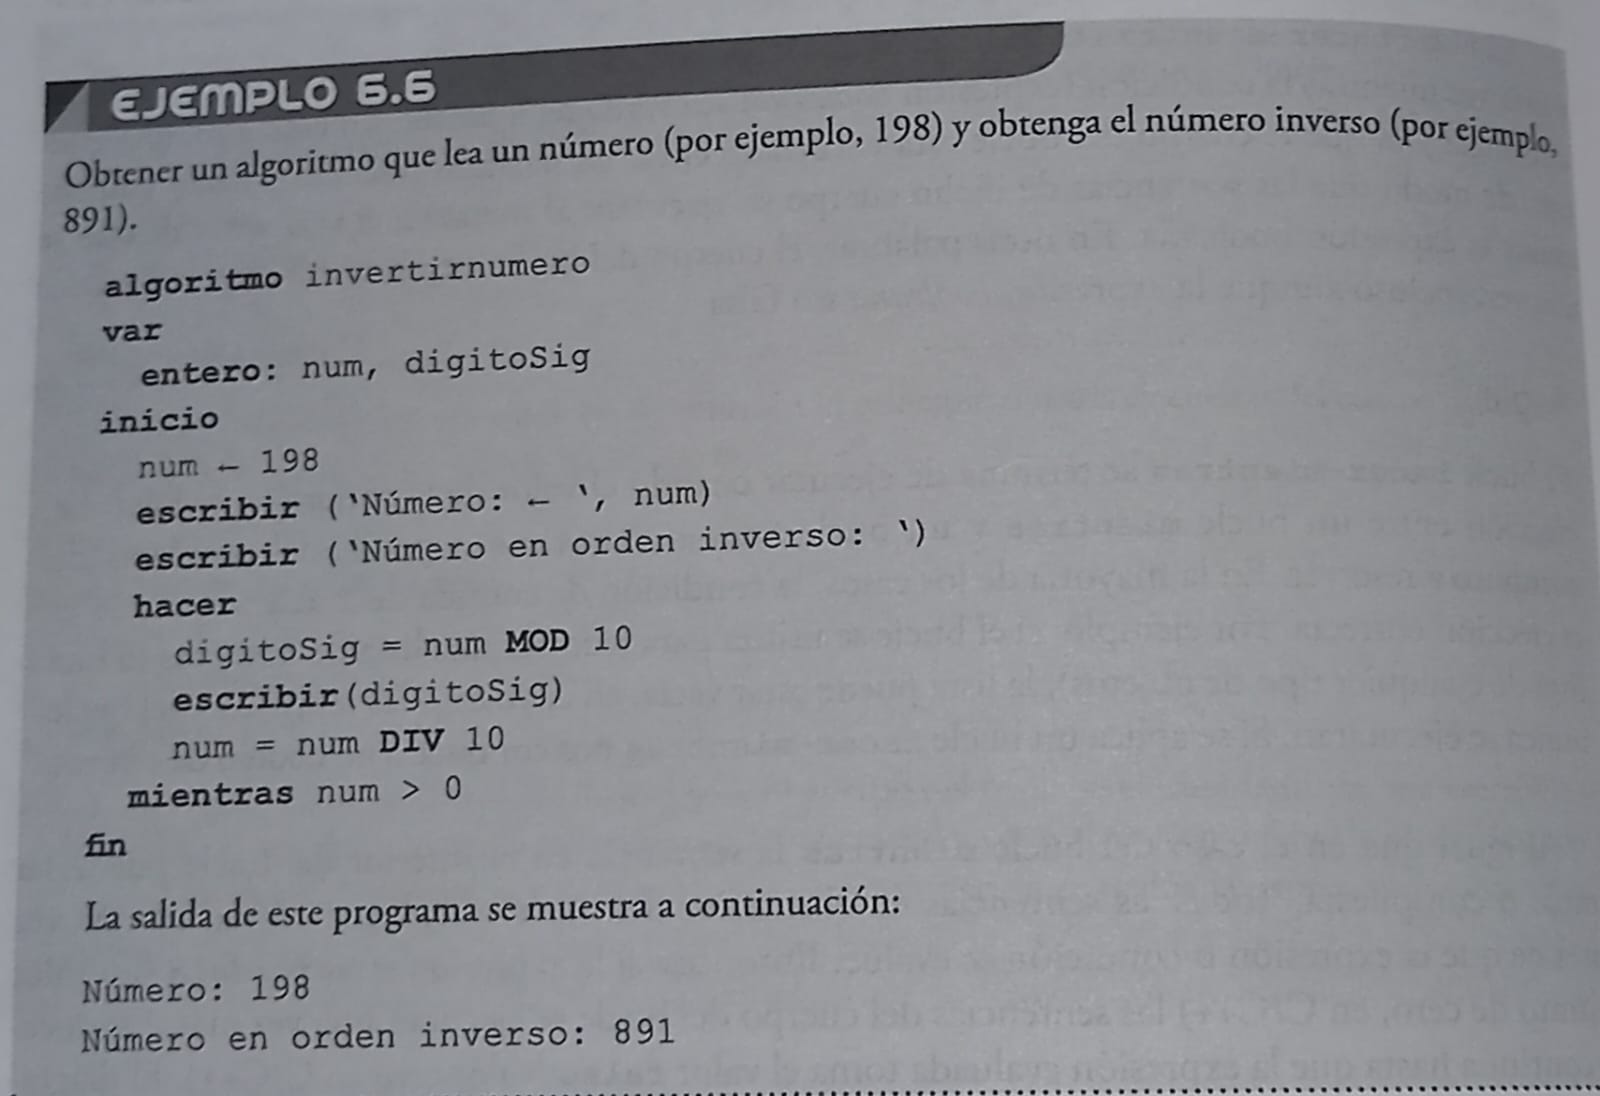 EJEMPLO 6.6
Obtener un algoritmo que lea un número (por ejemplo, 198) y obtenga el número inverso (por ejemplo,
891).
algoritmo invertirnumero
var
entero: num, digitoSig
inicio
num ← 198
escribir ('Número: ← ', num)
escribir ('Número en orden inverso: ')
hacer
digitoSig = num MOD 10
escribir(digitoSig)
num = num DIV 10
mientras num > 0
fin
La salida de este programa se muestra a continuación:
Número: 198
Número en orden inverso: 891